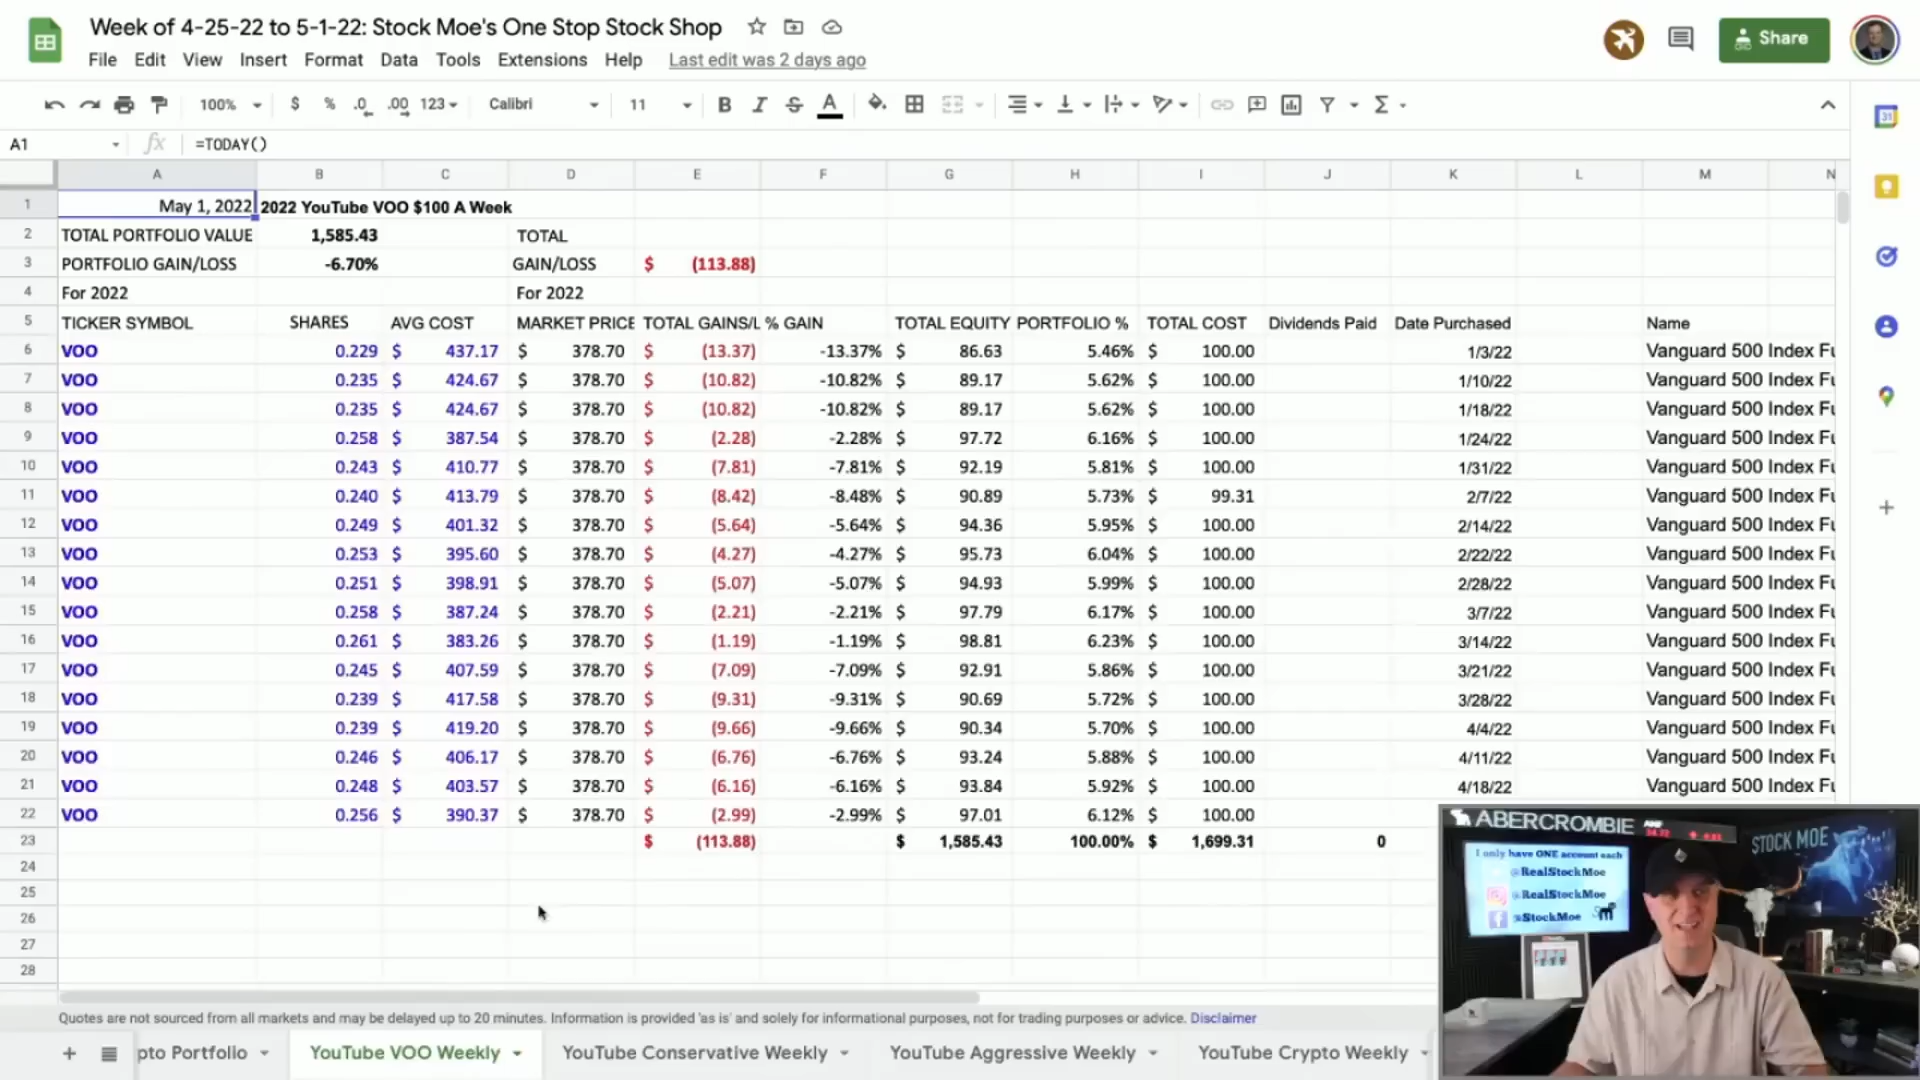 Week of 4-25-22 to 5-1-22: Stock Moe's One Stop Stock Shop
Share
File Edit View Insert Format Data Tools Extensions Help Last edit was 2 days ago
100% $ % .0 .00 123 Calibri 11 B I S A
A1 fx =TODAY()
A B C D E F G H I J K L M N
1 May 1, 2022 2022 YouTube VOO $100 A Week
2 TOTAL PORTFOLIO VALUE 1,585.43 TOTAL
3 PORTFOLIO GAIN/LOSS -6.70% GAIN/LOSS $ (113.88)
4 For 2022 For 2022
5 TICKER SYMBOL SHARES AVG COST MARKET PRICE TOTAL GAINS/L % GAIN TOTAL EQUITY PORTFOLIO % TOTAL COST Dividends Paid Date Purchased Name
6 VOO 0.229 $ 437.17 $ 378.70 $ (13.37) -13.37% $ 86.63 5.46% $ 100.00 1/3/22 Vanguard 500 Index Fu
7 VOO 0.235 $ 424.67 $ 378.70 $ (10.82) -10.82% $ 89.17 5.62% $ 100.00 1/10/22 Vanguard 500 Index Fu
8 VOO 0.235 $ 424.67 $ 378.70 $ (10.82) -10.82% $ 89.17 5.62% $ 100.00 1/18/22 Vanguard 500 Index Fu
9 VOO 0.258 $ 387.54 $ 378.70 $ (2.28) -2.28% $ 97.72 6.16% $ 100.00 1/24/22 Vanguard 500 Index Fu
10 VOO 0.243 $ 410.77 $ 378.70 $ (7.81) -7.81% $ 92.19 5.81% $ 100.00 1/31/22 Vanguard 500 Index Fu
11 VOO 0.240 $ 413.79 $ 378.70 $ (8.42) -8.48% $ 90.89 5.73% $ 99.31 2/7/22 Vanguard 500 Index Fu
12 VOO 0.249 $ 401.32 $ 378.70 $ (5.64) -5.64% $ 94.36 5.95% $ 100.00 2/14/22 Vanguard 500 Index Fu
13 VOO 0.253 $ 395.60 $ 378.70 $ (4.27) -4.27% $ 95.73 6.04% $ 100.00 2/22/22 Vanguard 500 Index Fu
14 VOO 0.251 $ 398.91 $ 378.70 $ (5.07) -5.07% $ 94.93 5.99% $ 100.00 2/28/22 Vanguard 500 Index Fu
15 VOO 0.258 $ 387.24 $ 378.70 $ (2.21) -2.21% $ 97.79 6.17% $ 100.00 3/7/22 Vanguard 500 Index Fu
16 VOO 0.261 $ 383.26 $ 378.70 $ (1.19) -1.19% $ 98.81 6.23% $ 100.00 3/14/22 Vanguard 500 Index Fu
17 VOO 0.245 $ 407.59 $ 378.70 $ (7.09) -7.09% $ 92.91 5.86% $ 100.00 3/21/22 Vanguard 500 Index Fu
18 VOO 0.239 $ 417.58 $ 378.70 $ (9.31) -9.31% $ 90.69 5.72% $ 100.00 3/28/22 Vanguard 500 Index Fu
19 VOO 0.239 $ 419.20 $ 378.70 $ (9.66) -9.66% $ 90.34 5.70% $ 100.00 4/4/22 Vanguard 500 Index Fu
20 VOO 0.246 $ 406.17 $ 378.70 $ (6.76) -6.76% $ 93.24 5.88% $ 100.00 4/11/22 Vanguard 500 Index Fu
21 VOO 0.248 $ 403.57 $ 378.70 $ (6.16) -6.16% $ 93.84 5.92% $ 100.00 4/18/22 Vanguard 500 Index Fu
22 VOO 0.256 $ 390.37 $ 378.70 $ (2.99) -2.99% $ 97.01 6.12% $ 100.00
23 $ (113.88) $ 1,585.43 100.00% $ 1,699.31 0
24
25
26
27
28
ABERCROMBIE
STOCK MOE
I only have ONE account each
@RealStockMoe
@RealStockMoe
@StockMoe
Quotes are not sourced from all markets and may be delayed up to 20 minutes. Information is provided 'as is' and solely for informational purposes, not for trading purposes or advice. Disclaimer
pto Portfolio YouTube VOO Weekly YouTube Conservative Weekly YouTube Aggressive Weekly YouTube Crypto Weekly